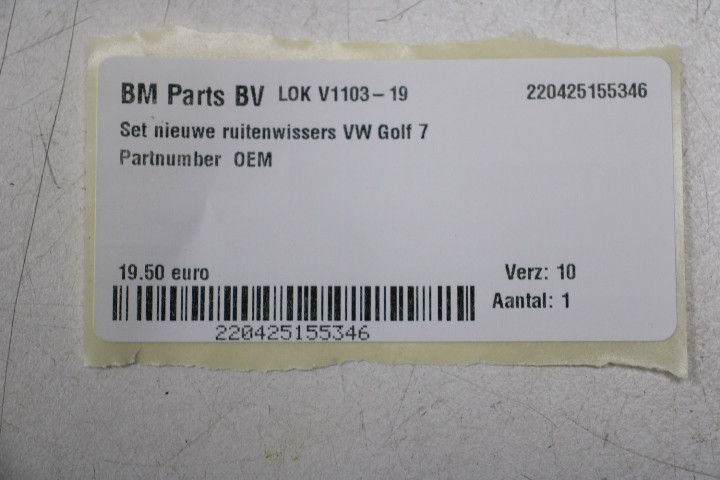 BM Parts BV LOK V1103-19 220425155346
Set nieuwe ruitenwissers VW Golf 7
Partnumber OEM
19.50 euro Verz: 10
Aantal: 1
220425155346